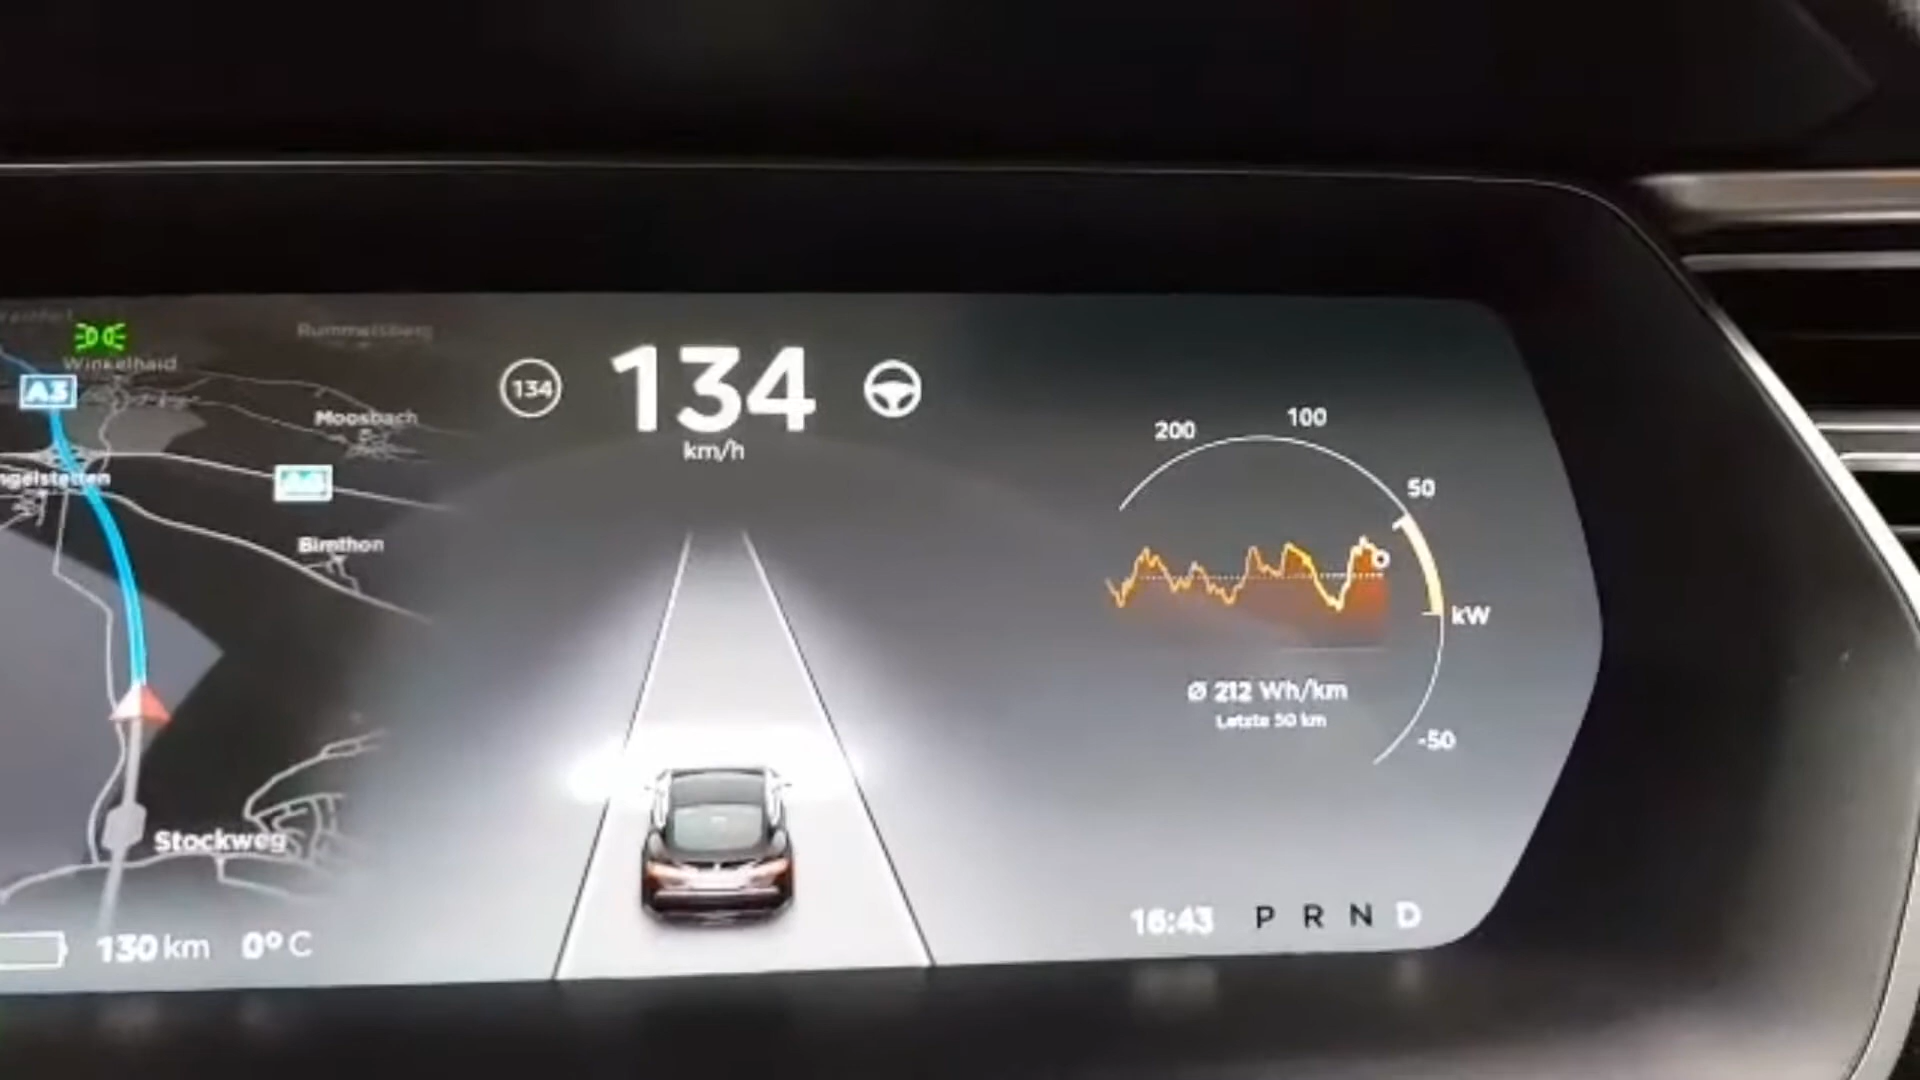 Rummelsberg
Winkelhaid
A3
Moosbach
ngelstetten
Birnthon
Stockweg
130 km 0° C
134
134
km/h
200
100
50
kW
-50
Ø 212 Wh/km
Letzte 50 km
16:43 P R N D